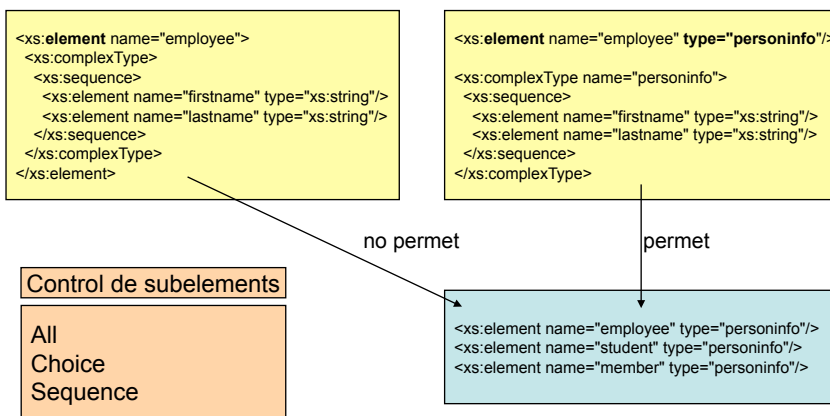 <xs:element name="employee">
<xs:complexType>
<xs:sequence>
<xs:element name="firstname" type="xs:string"/>
<xs:element name="lastname" type="xs:string"/>
</xs:sequence>
</xs:complexType>
</xs:element>
<xs:element name="employee" type="personinfo"/>
<xs:complexType name="personinfo">
<xs:sequence>
<xs:element name="firstname" type="xs:string"/>
<xs:element name="lastname" type="xs:string"/>
</xs:sequence>
</xs:complexType>
no permet
permet
Control de subelements
All
Choice
Sequence
<xs:element name="employee" type="personinfo"/>
<xs:element name="student" type="personinfo"/>
<xs:element name="member" type="personinfo"/>